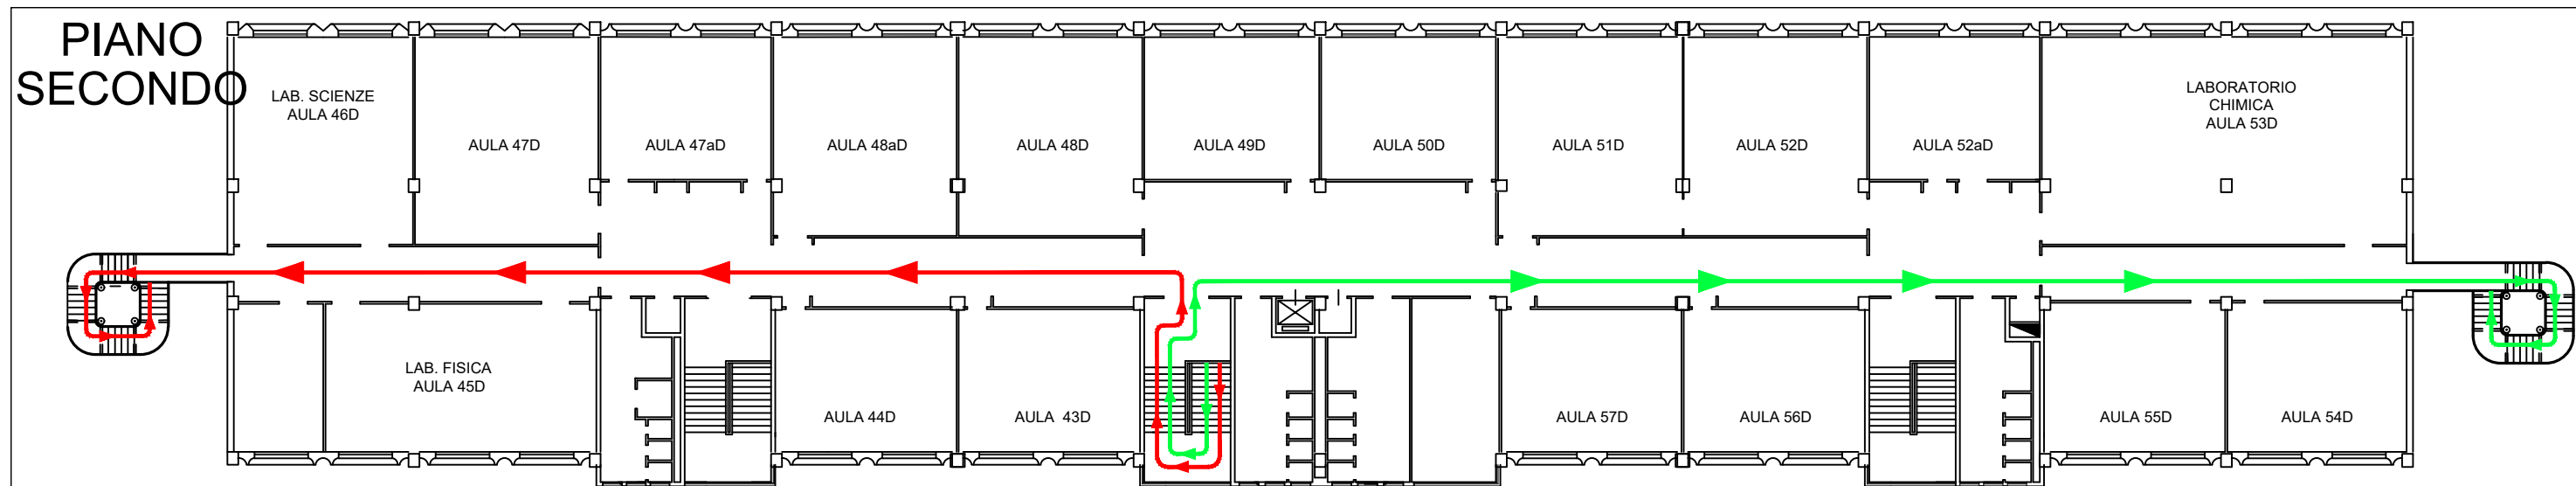 PIANO
SECONDO
LAB. SCIENZE
AULA 46D
AULA 47D
AULA 47aD
AULA 48aD
AULA 48D
AULA 49D
AULA 50D
AULA 51D
AULA 52D
AULA 52aD
LABORATORIO
CHIMICA
AULA 53D
LAB. FISICA
AULA 45D
AULA 44D
AULA 43D
AULA 57D
AULA 56D
AULA 55D
AULA 54D